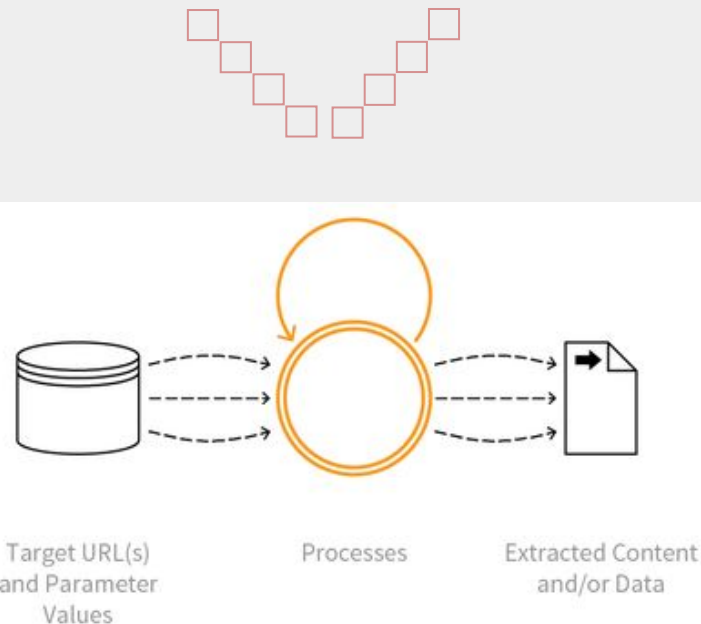 Target URL(s)
and Parameter
Values
Processes
Extracted Content
and/or Data